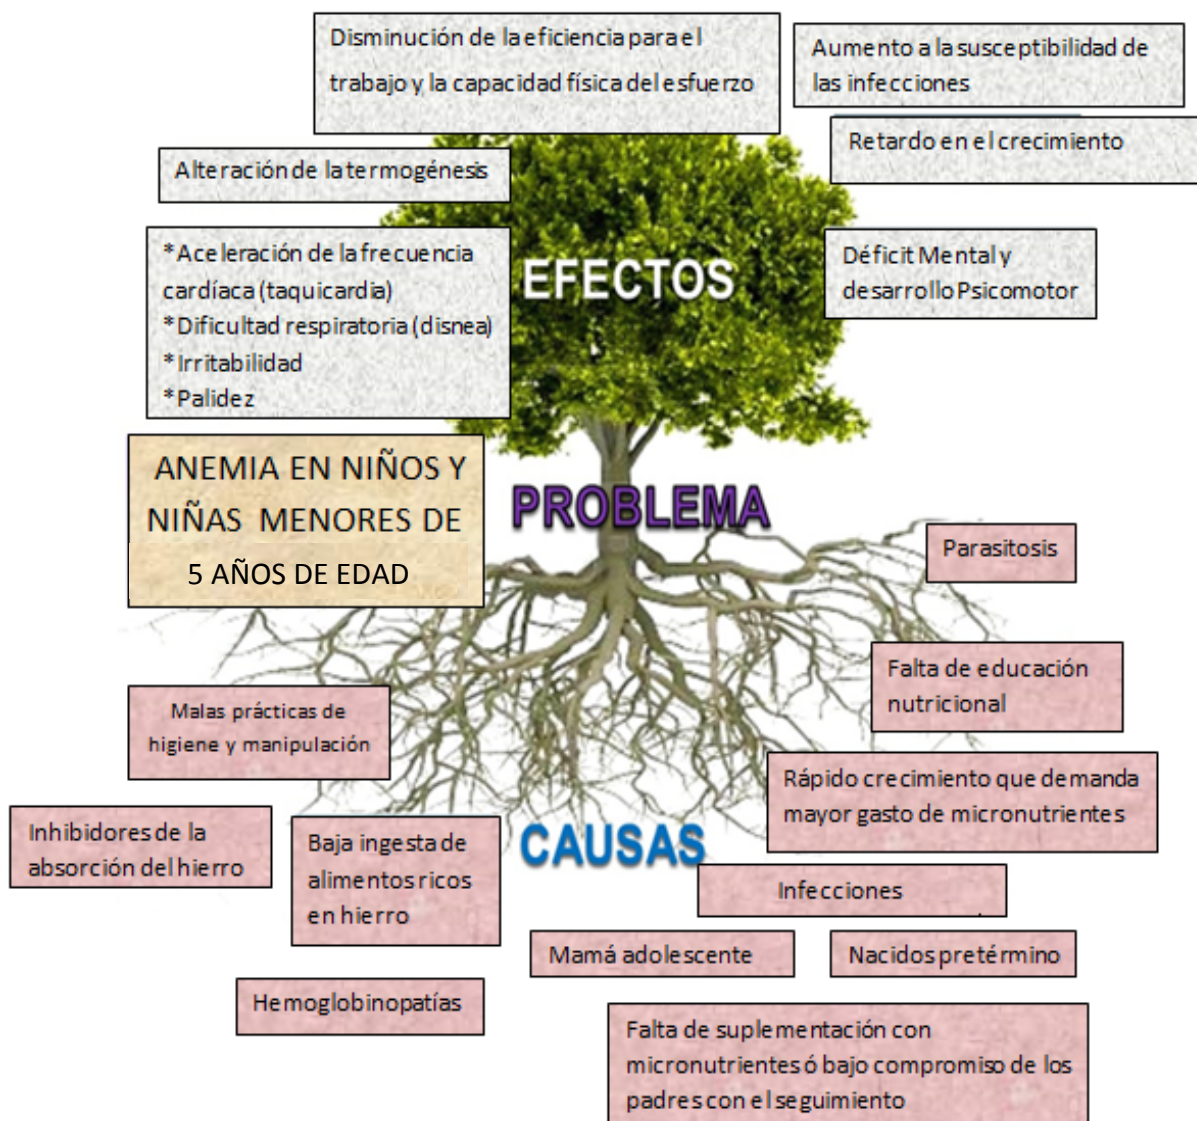 Disminución de la eficiencia para el
trabajo y la capacidad física del esfuerzo
Aumento a la susceptibilidad de
las infecciones
Retardo en el crecimiento
Alteración de la termogénesis
*Aceleración de la frecuencia
cardíaca (taquicardia)
*Dificultad respiratoria (disnea)
*Irritabilidad
*Palidez
EFECTOS
Déficit Mental y
desarrollo Psicomotor
ANEMIA EN NIÑOS Y
NIÑAS MENORES DE
5 AÑOS DE EDAD
PROBLEMA
Parasitosis
Falta de educación
nutricional
Malas prácticas de
higiene y manipulación
Rápido crecimiento que demanda
mayor gasto de micronutrientes
Inhibidores de la
absorción del hierro
Baja ingesta de
alimentos ricos
en hierro
CAUSAS
Infecciones
Mamá adolescente
Nacidos pretérmino
Hemoglobinopatías
Falta de suplementación con
micronutrientes ó bajo compromiso de los
padres con el seguimiento